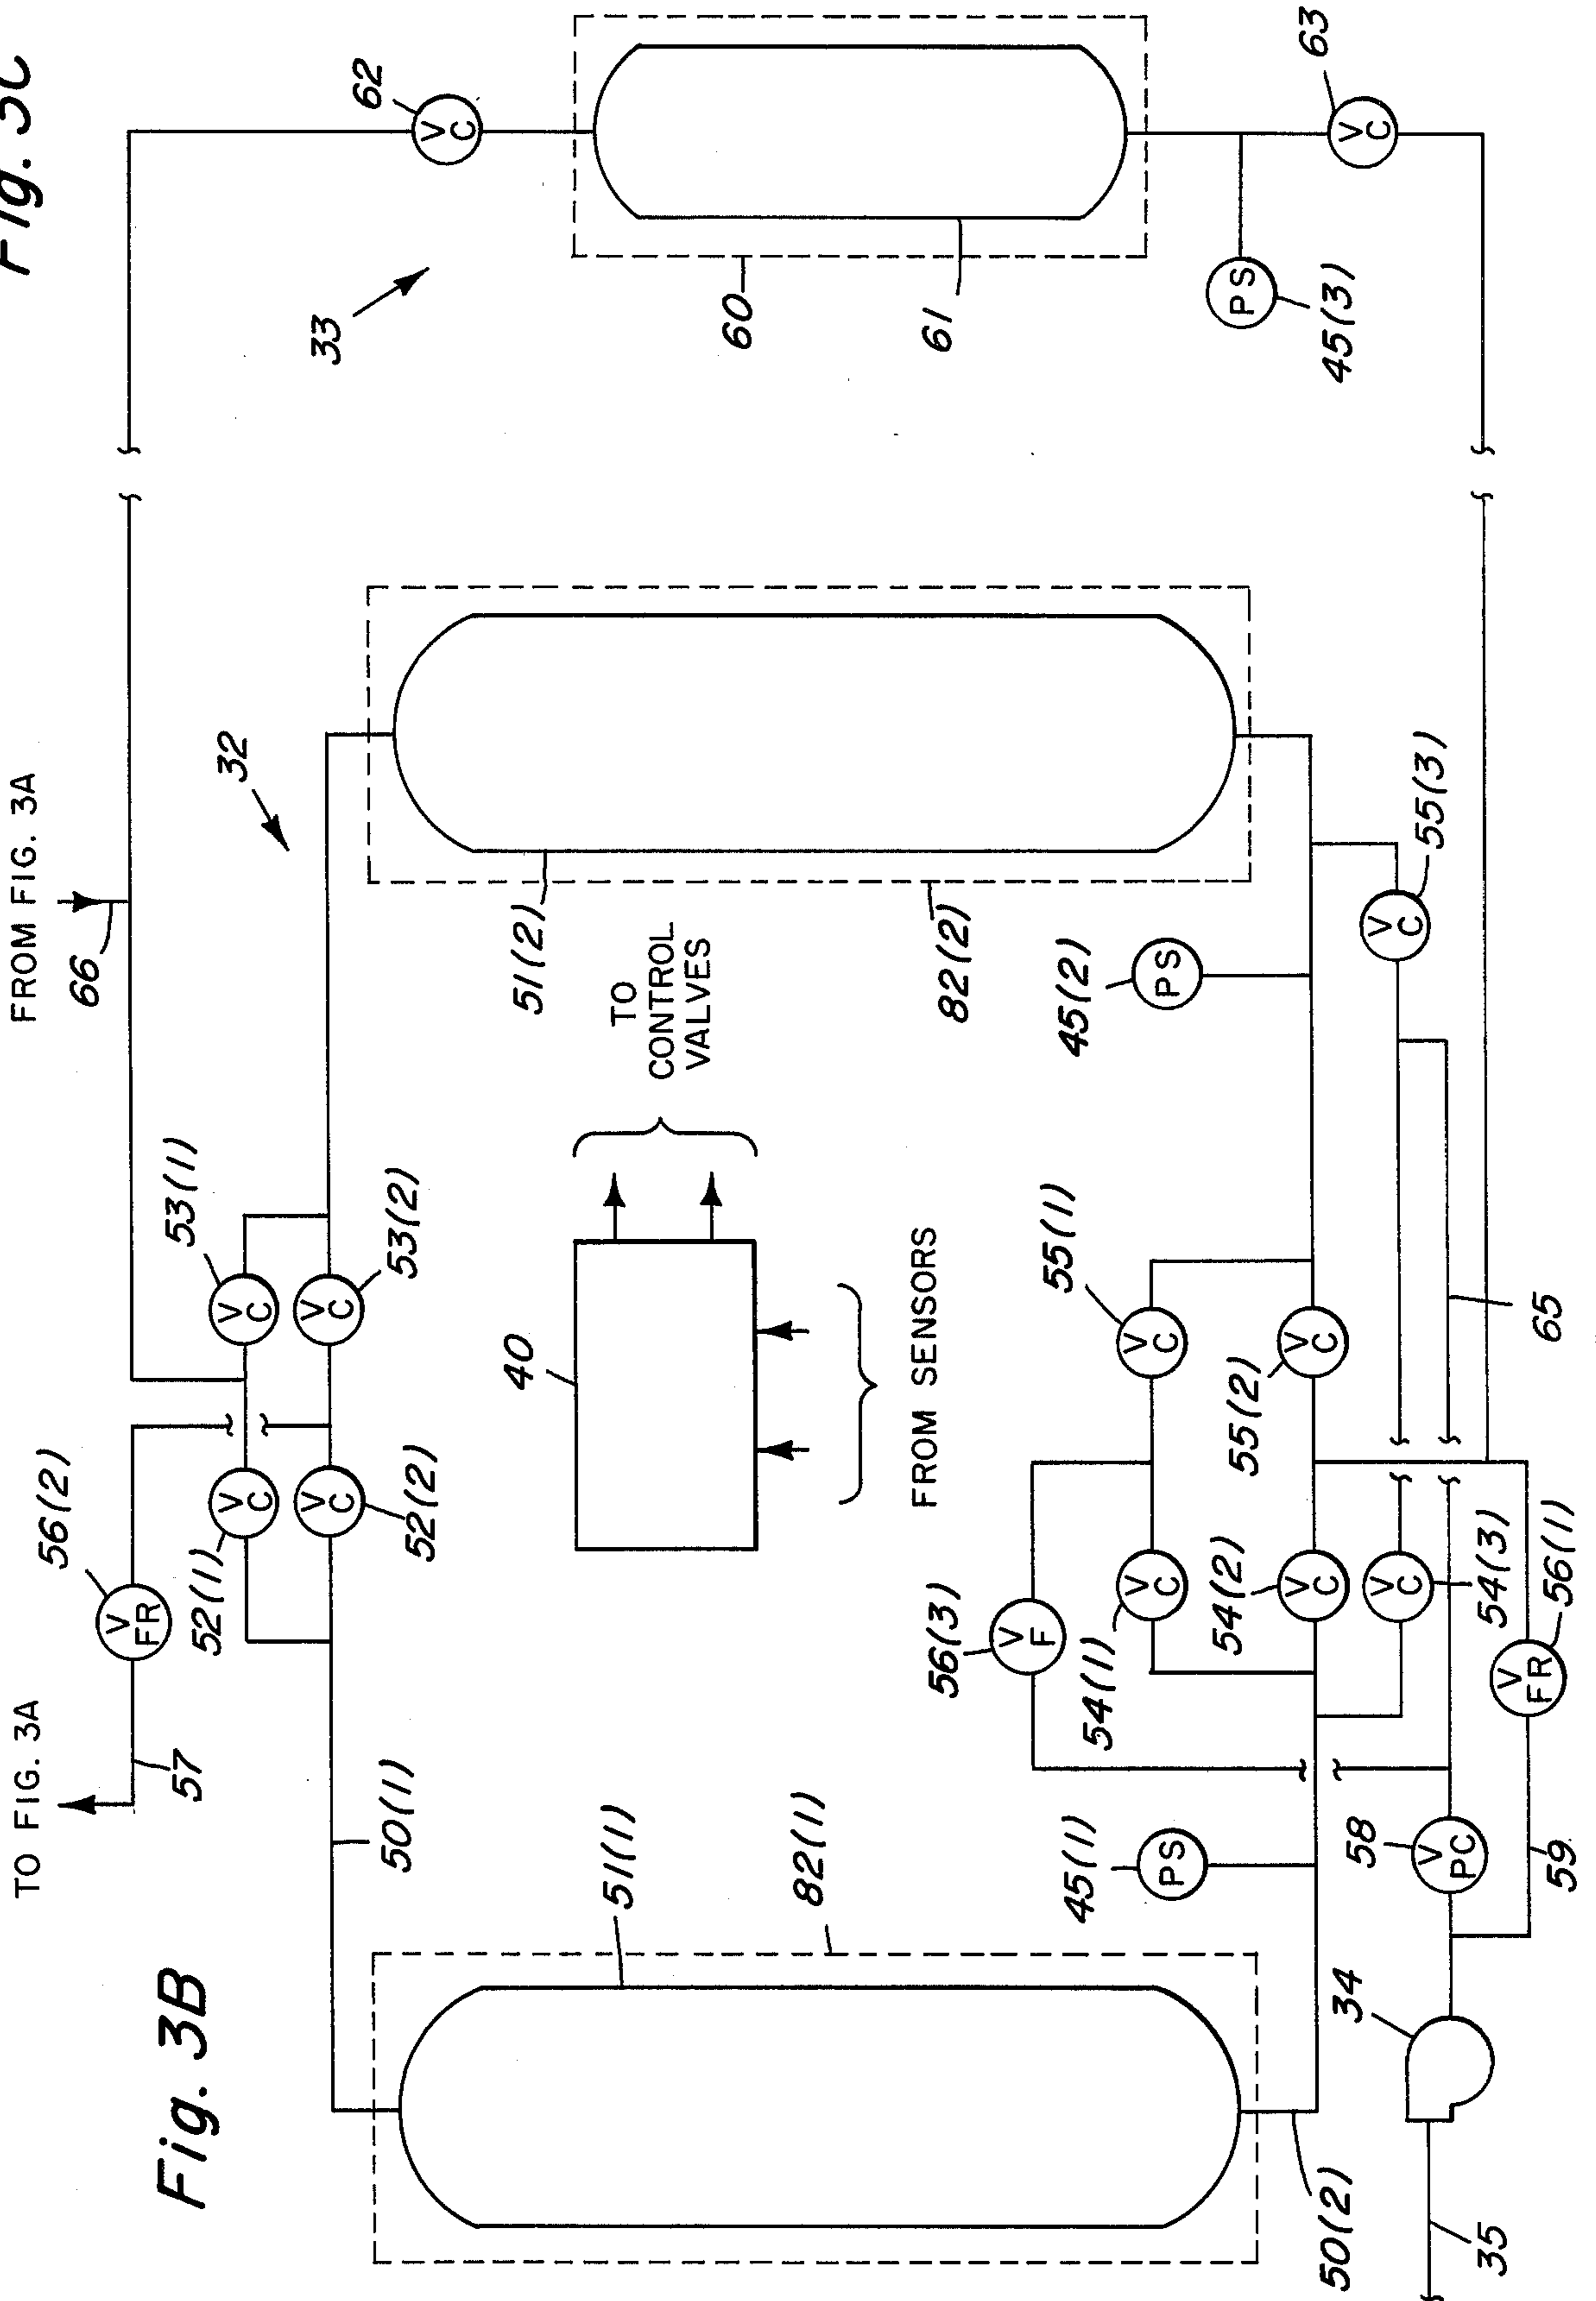 Fig. 3B
Fig. 3C
TO FIG. 3A
FROM FIG. 3A
57
56(2)
V
FR
66
52(1)
V
C
53(1)
V
C
52(2)
V
C
53(2)
V
C
50(1)
32
33
62
V
C
51(1)
82(1)
40
TO
CONTROL
VALVES
FROM SENSORS
51(2)
82(2)
60
61
45(1)
PS
45(2)
PS
45(3)
PS
63
V
C
56(3)
V
F
54(1)
V
C
55(1)
V
C
54(2)
V
C
55(2)
V
C
54(3)
V
C
55(3)
V
C
50(2)
34
35
58
V
PC
59
56(1)
V
FR
65